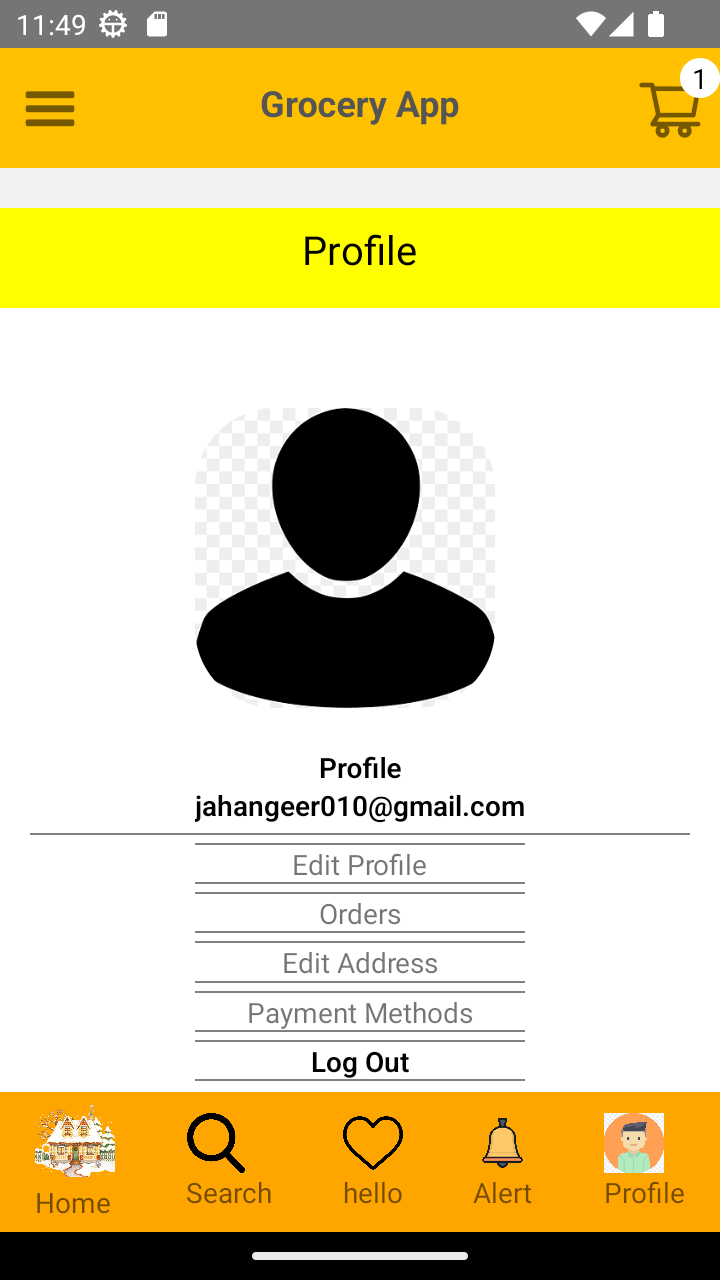 11:49
Grocery App
1
Profile
Profile
jahangeer010@gmail.com
Edit Profile
Orders
Edit Address
Payment Methods
Log Out
Home
Search
hello
Alert
Profile